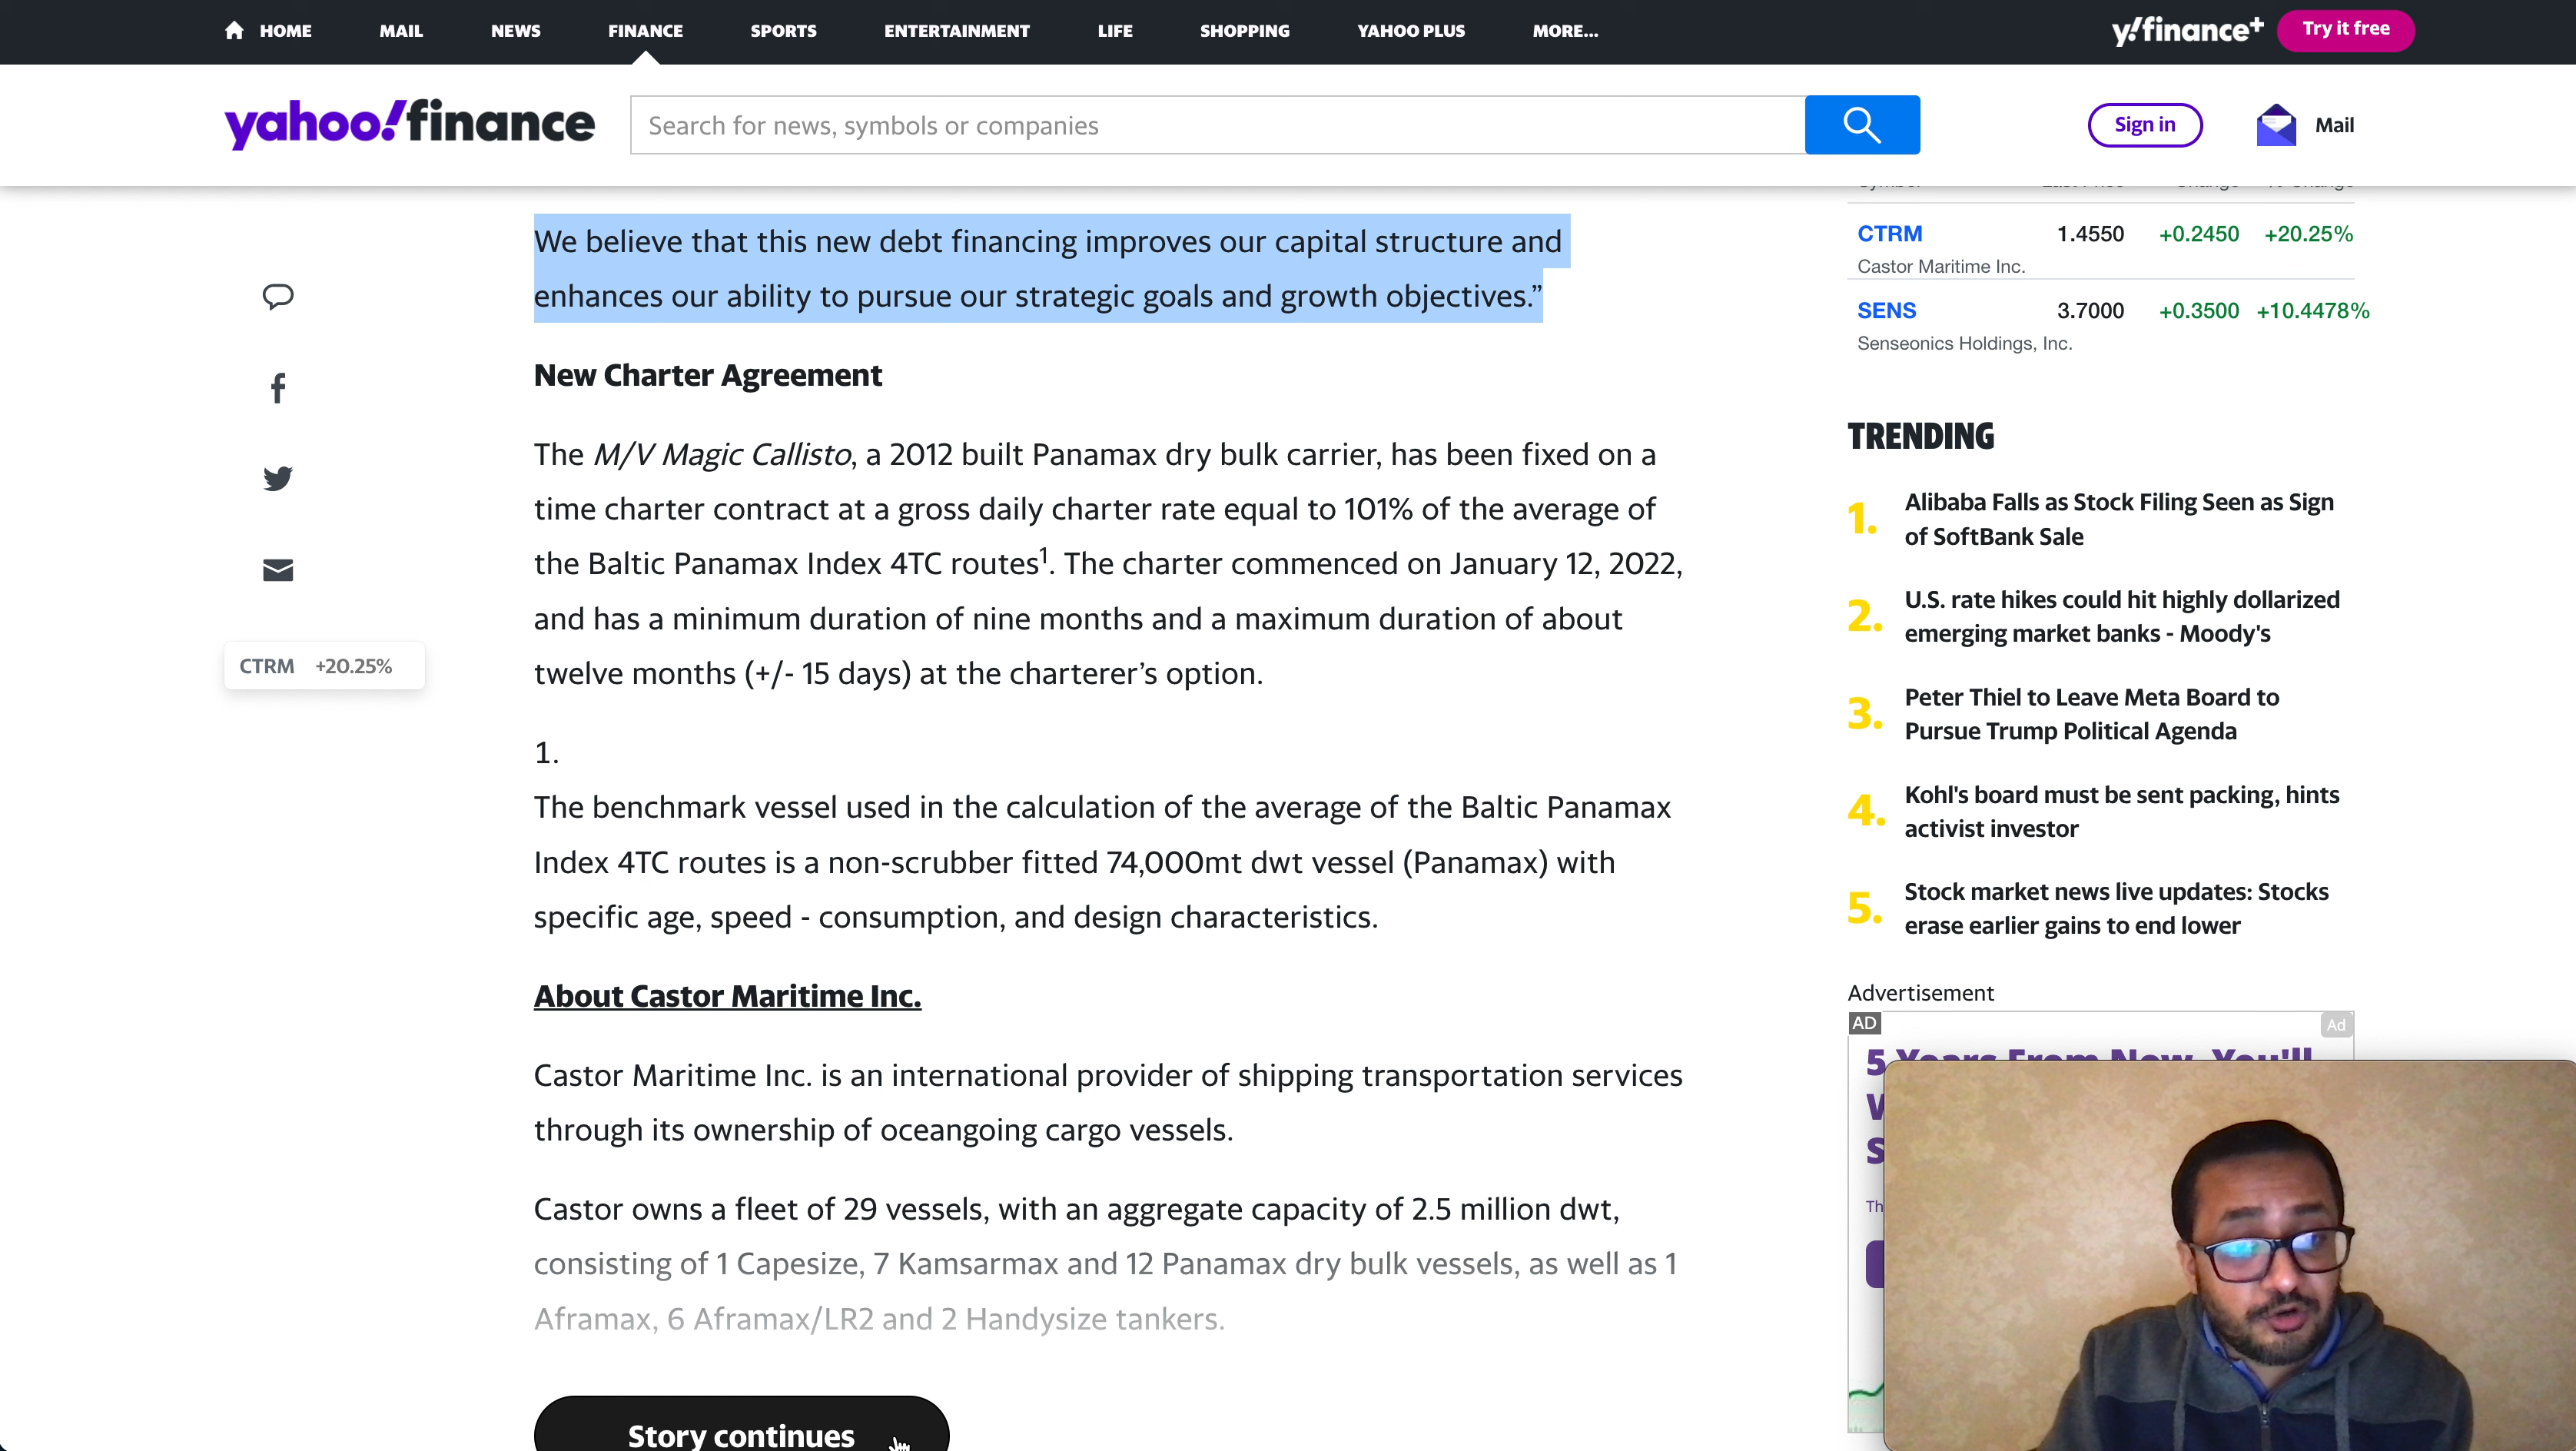 HOME MAIL NEWS FINANCE SPORTS ENTERTAINMENT LIFE SHOPPING YAHOO PLUS MORE...
y!finance+ Try it free
yahoo!finance
Search for news, symbols or companies
Sign in
Mail
We believe that this new debt financing improves our capital structure and
enhances our ability to pursue our strategic goals and growth objectives.”
New Charter Agreement
The M/V Magic Callisto, a 2012 built Panamax dry bulk carrier, has been fixed on a
time charter contract at a gross daily charter rate equal to 101% of the average of
the Baltic Panamax Index 4TC routes1. The charter commenced on January 12, 2022,
and has a minimum duration of nine months and a maximum duration of about
twelve months (+/- 15 days) at the charterer’s option.
CTRM +20.25%
1.
The benchmark vessel used in the calculation of the average of the Baltic Panamax
Index 4TC routes is a non-scrubber fitted 74,000mt dwt vessel (Panamax) with
specific age, speed - consumption, and design characteristics.
About Castor Maritime Inc.
Castor Maritime Inc. is an international provider of shipping transportation services
through its ownership of oceangoing cargo vessels.
Castor owns a fleet of 29 vessels, with an aggregate capacity of 2.5 million dwt,
consisting of 1 Capesize, 7 Kamsarmax and 12 Panamax dry bulk vessels, as well as 1
Aframax, 6 Aframax/LR2 and 2 Handysize tankers.
Story continues
CTRM 1.4550 +0.2450 +20.25%
Castor Maritime Inc.
SENS 3.7000 +0.3500 +10.4478%
Senseonics Holdings, Inc.
TRENDING
1. Alibaba Falls as Stock Filing Seen as Sign
of SoftBank Sale
2. U.S. rate hikes could hit highly dollarized
emerging market banks - Moody's
3. Peter Thiel to Leave Meta Board to
Pursue Trump Political Agenda
4. Kohl's board must be sent packing, hints
activist investor
5. Stock market news live updates: Stocks
erase earlier gains to end lower
Advertisement
AD Ad
5 Years From Now, You'll